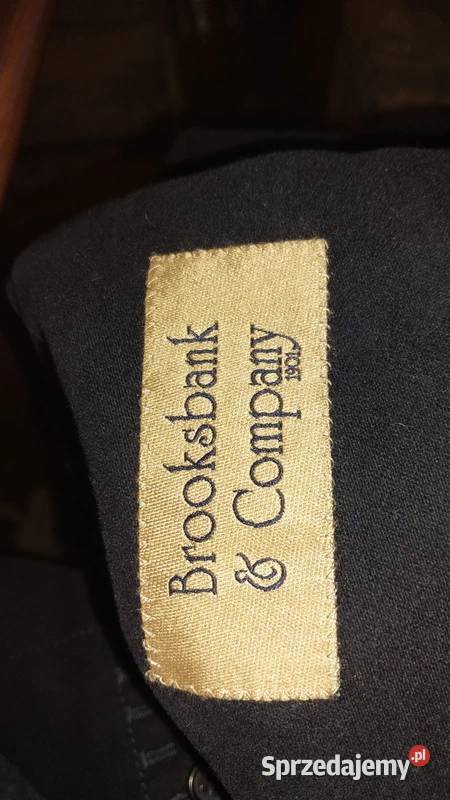 Brooksbank
& Company
1901
Sprzedajemy.pl